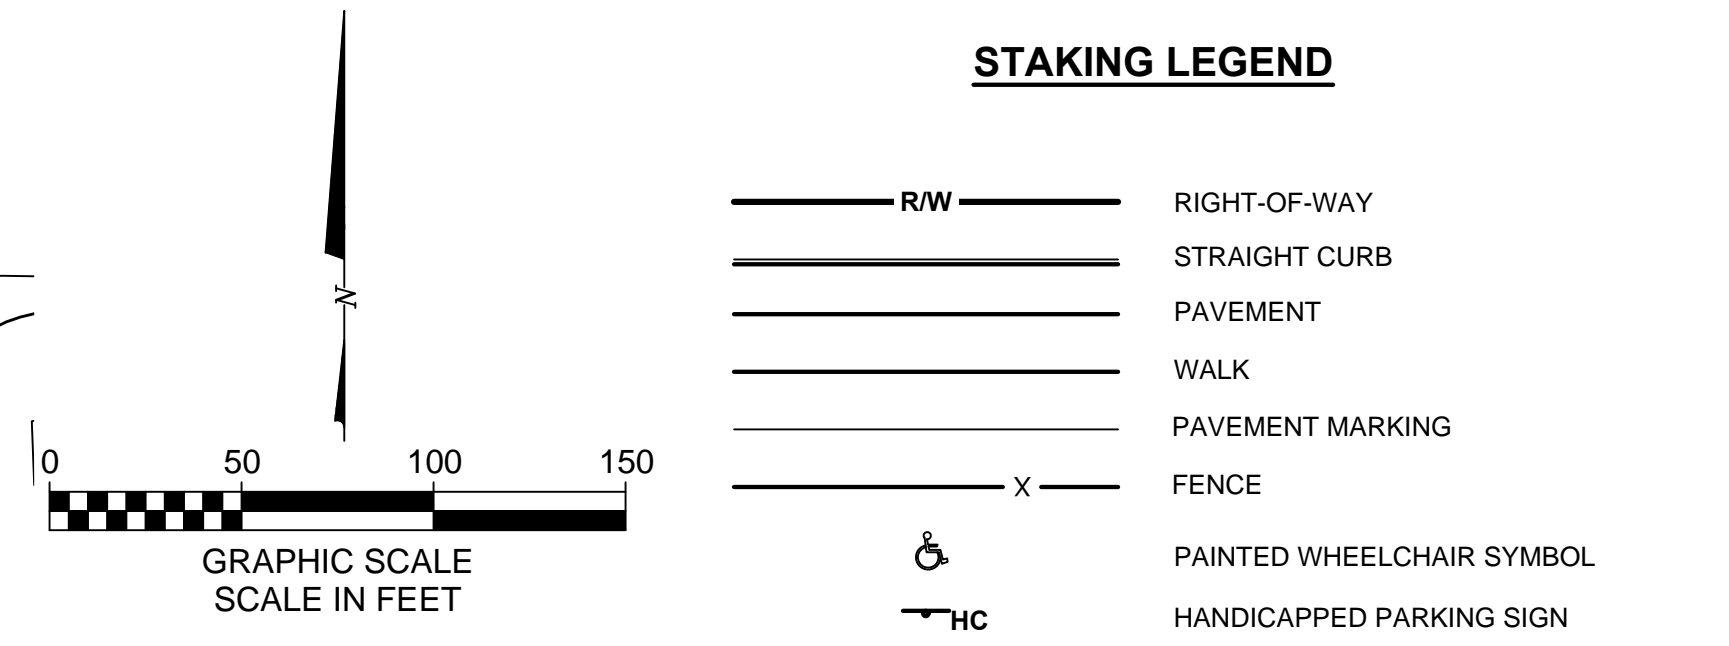 STAKING LEGEND
R/W RIGHT-OF-WAY
STRAIGHT CURB
PAVEMENT
WALK
PAVEMENT MARKING
X FENCE
PAINTED WHEELCHAIR SYMBOL
HC HANDICAPPED PARKING SIGN
N
0 50 100 150
GRAPHIC SCALE
SCALE IN FEET